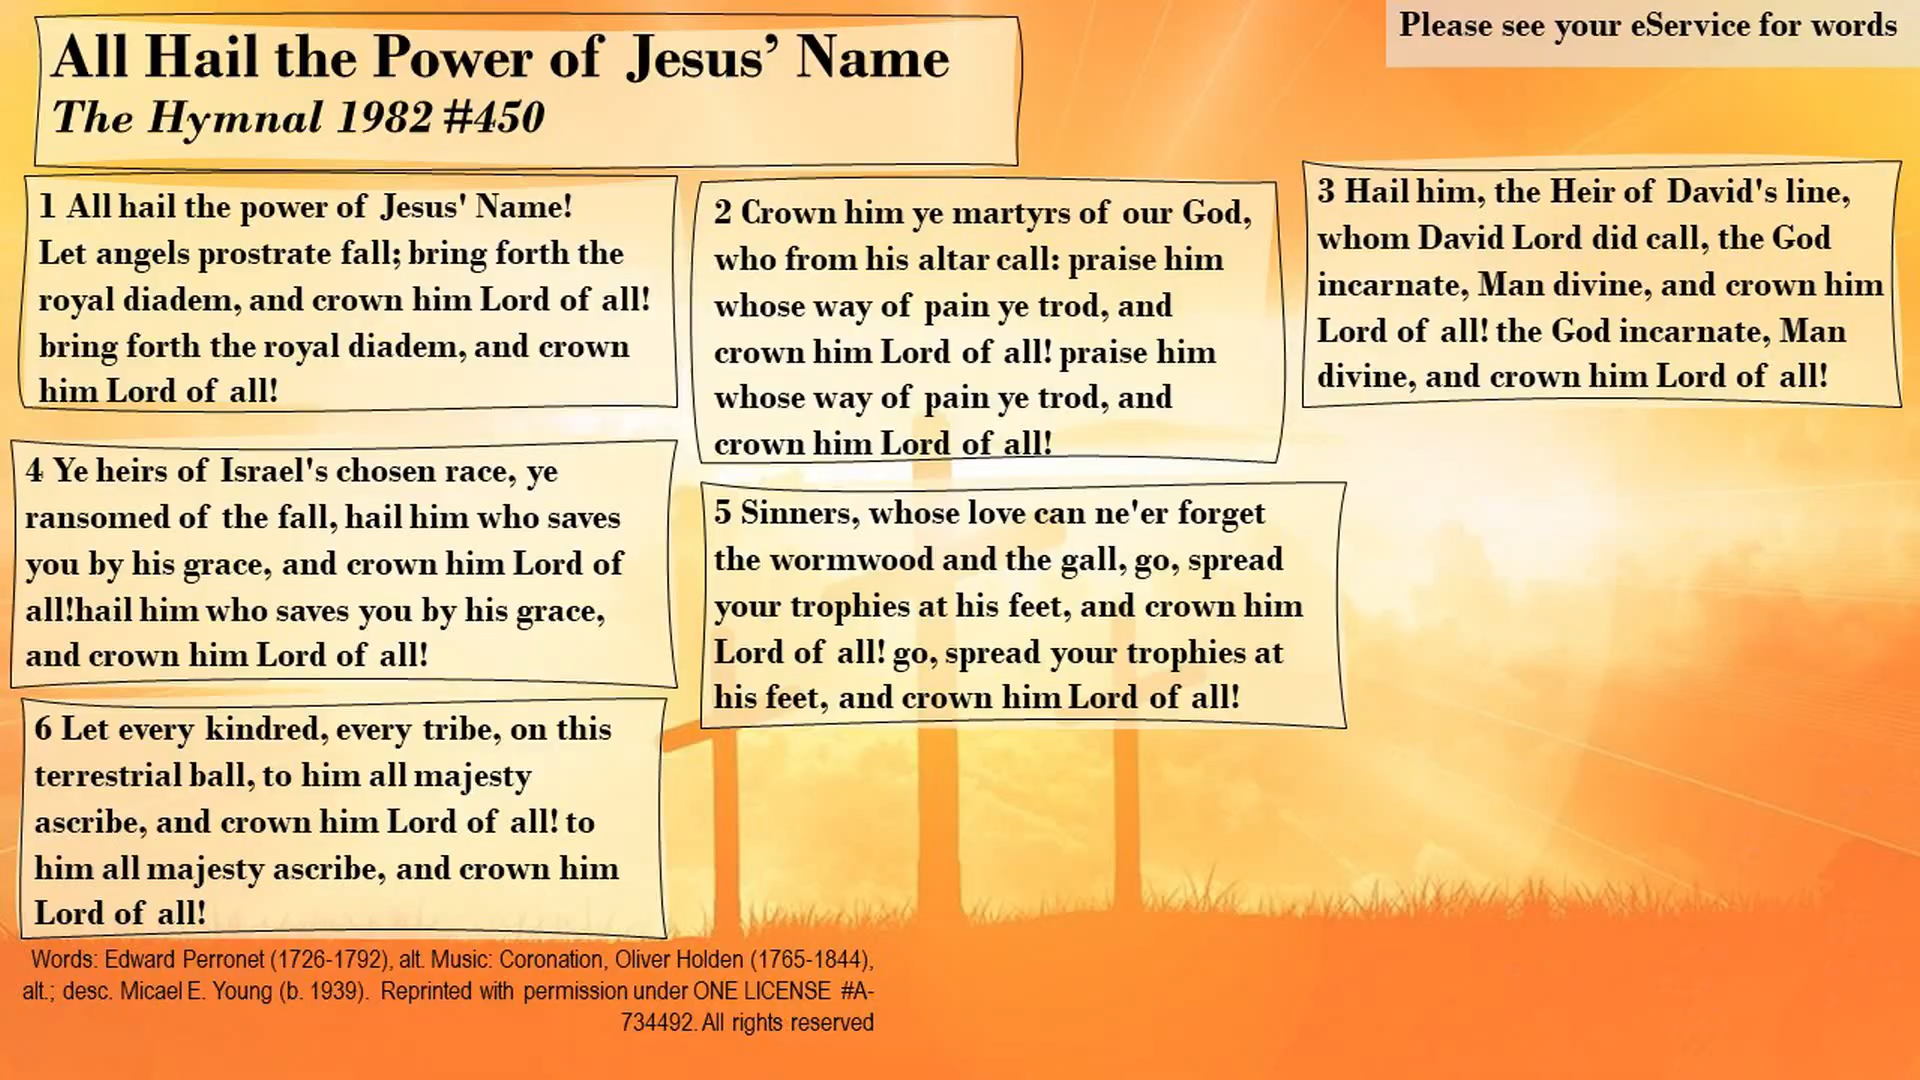 All Hail the Power of Jesus’ Name
The Hymnal 1982 #450
Please see your eService for words
1 All hail the power of Jesus' Name!
Let angels prostrate fall; bring forth the
royal diadem, and crown him Lord of all!
bring forth the royal diadem, and crown
him Lord of all!
2 Crown him ye martyrs of our God,
who from his altar call: praise him
whose way of pain ye trod, and
crown him Lord of all! praise him
whose way of pain ye trod, and
crown him Lord of all!
3 Hail him, the Heir of David's line,
whom David Lord did call, the God
incarnate, Man divine, and crown him
Lord of all! the God incarnate, Man
divine, and crown him Lord of all!
4 Ye heirs of Israel's chosen race, ye
ransomed of the fall, hail him who saves
you by his grace, and crown him Lord of
all!hail him who saves you by his grace,
and crown him Lord of all!
5 Sinners, whose love can ne'er forget
the wormwood and the gall, go, spread
your trophies at his feet, and crown him
Lord of all! go, spread your trophies at
his feet, and crown him Lord of all!
6 Let every kindred, every tribe, on this
terrestrial ball, to him all majesty
ascribe, and crown him Lord of all! to
him all majesty ascribe, and crown him
Lord of all!
Words: Edward Perronet (1726-1792), alt. Music: Coronation, Oliver Holden (1765-1844),
alt.; desc. Micael E. Young (b. 1939). Reprinted with permission under ONE LICENSE #A-
734492. All rights reserved